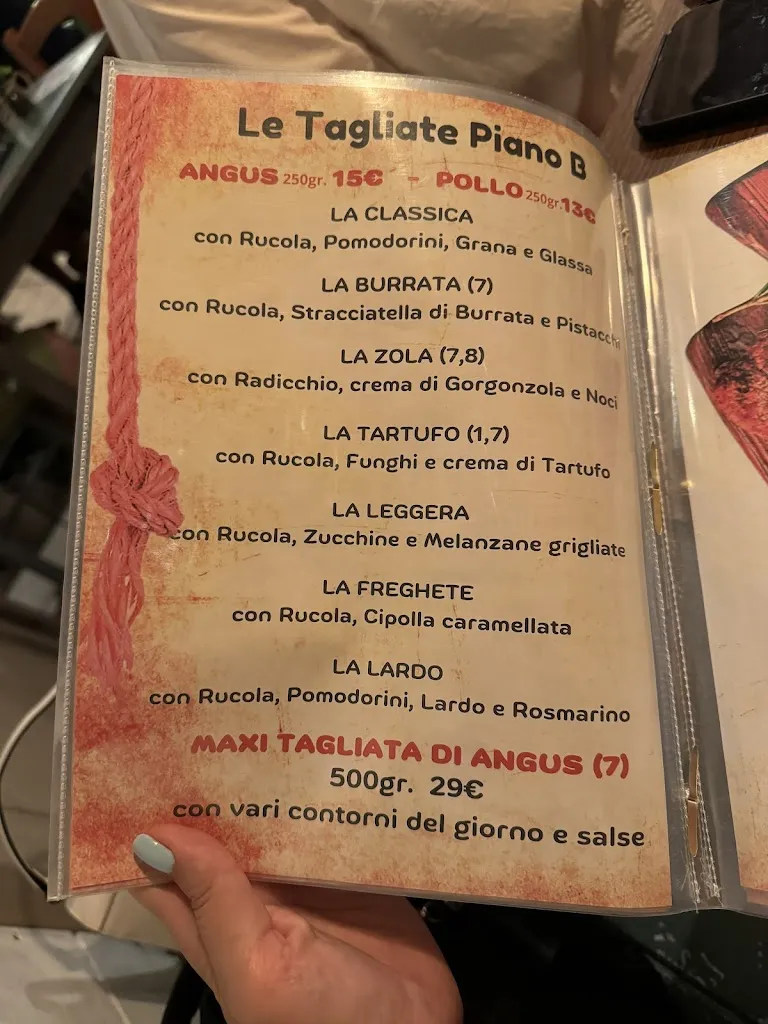 Le Tagliate Piano B
ANGUS 250gr. 15€ - POLLO 250gr. 13€
LA CLASSICA
con Rucola, Pomodorini, Grana e Glassa
LA BURRATA (7)
con Rucola, Stracciatella di Burrata e Pistacchi
LA ZOLA (7,8)
con Radicchio, crema di Gorgonzola e Noci
LA TARTUFO (1,7)
con Rucola, Funghi e crema di Tartufo
LA LEGGERA
con Rucola, Zucchine e Melanzane grigliate
LA FREGHETE
con Rucola, Cipolla caramellata
LA LARDO
con Rucola, Pomodorini, Lardo e Rosmarino
MAXI TAGLIATA DI ANGUS (7)
500gr. 29€
con vari contorni del giorno e salse